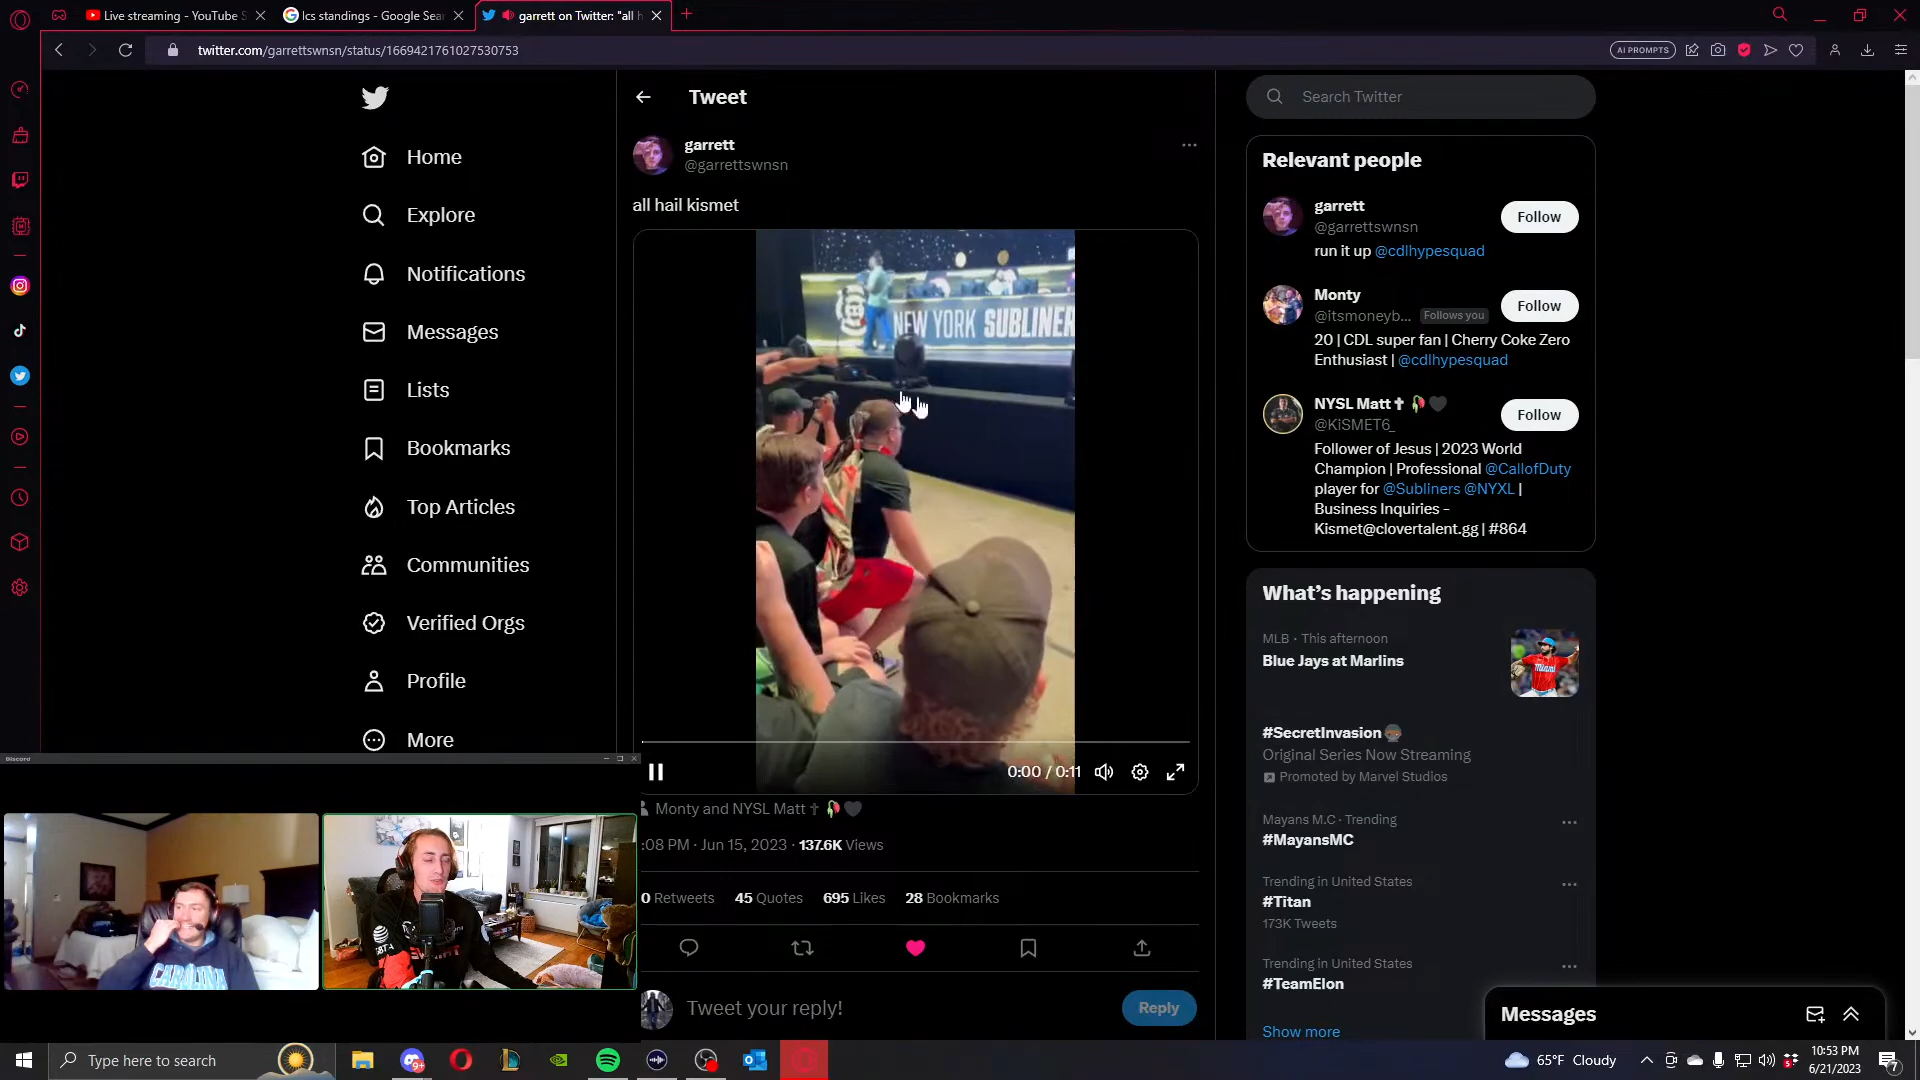 Live streaming - YouTube S
lcs standings - Google Sea
garrett on Twitter: "all h
twitter.com/garrettswnsn/status/1669421761027530753
AI PROMPTS
Home
Explore
Notifications
Messages
Lists
Bookmarks
Top Articles
Communities
Verified Orgs
Profile
More
Tweet
garrett
@garrettswnsn
all hail kismet
NEW YORK SUBLINER
0:00 / 0:11
Monty and NYSL Matt✝ 🥀🖤
:08 PM · Jun 15, 2023 · 137.6K Views
0 Retweets 45 Quotes 695 Likes 28 Bookmarks
Tweet your reply!
Reply
Search Twitter
Relevant people
garrett
@garrettswnsn
Follow
run it up @cdlhypesquad
Monty
@itsmoneyb... Follows you
Follow
20 | CDL super fan | Cherry Coke Zero
Enthusiast | @cdlhypesquad
NYSL Matt✝ 🥀🖤
@KiSMET6_
Follow
Follower of Jesus | 2023 World
Champion | Professional @CallofDuty
player for @Subliners @NYXL |
Business Inquiries -
Kismet@clovertalent.gg | #864
What's happening
MLB · This afternoon
Blue Jays at Marlins
Miami
#SecretInvasion
Original Series Now Streaming
Promoted by Marvel Studios
Mayans M.C · Trending
#MayansMC
Trending in United States
#Titan
173K Tweets
Trending in United States
#TeamElon
Show more
Messages
Discord
CAROLINA
AT&T
Type here to search
9+
65°F Cloudy
10:53 PM
6/21/2023
7